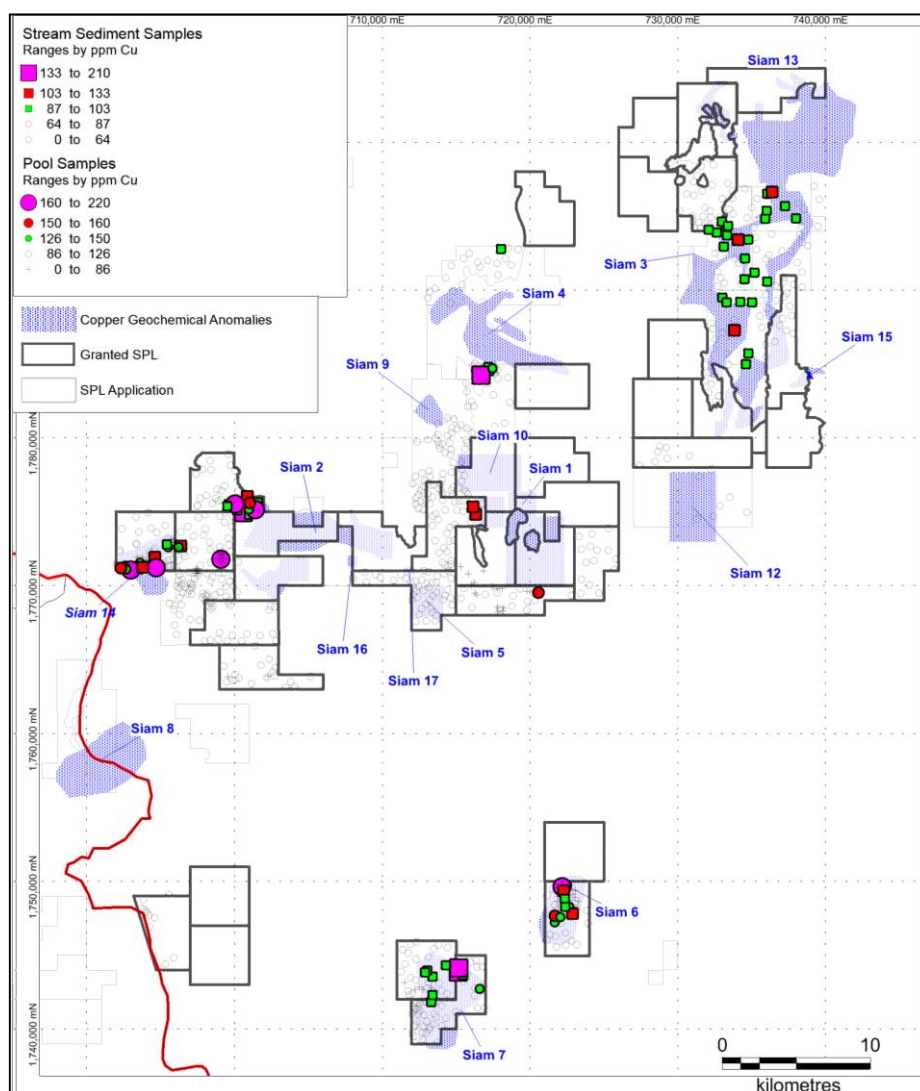 710,000 mE
720,000 mE
730,000 mE
740,000 mE
Stream Sediment Samples
Ranges by ppm Cu
133 to 210
103 to 133
87 to 103
64 to 87
0 to 64
Pool Samples
Ranges by ppm Cu
160 to 220
150 to 160
126 to 150
86 to 126
0 to 86
Copper Geochemical Anomalies
Granted SPL
SPL Application
Siam 13
Siam 3
Siam 4
Siam 15
Siam 9
1,780,000 mN
Siam 10
Siam 2
Siam 1
Siam 12
1,770,000 mN
Siam 14
Siam 16
Siam 5
Siam 17
Siam 8
1,760,000 mN
1,750,000 mN
Siam 6
1,740,000 mN
Siam 7
0 10
kilometres